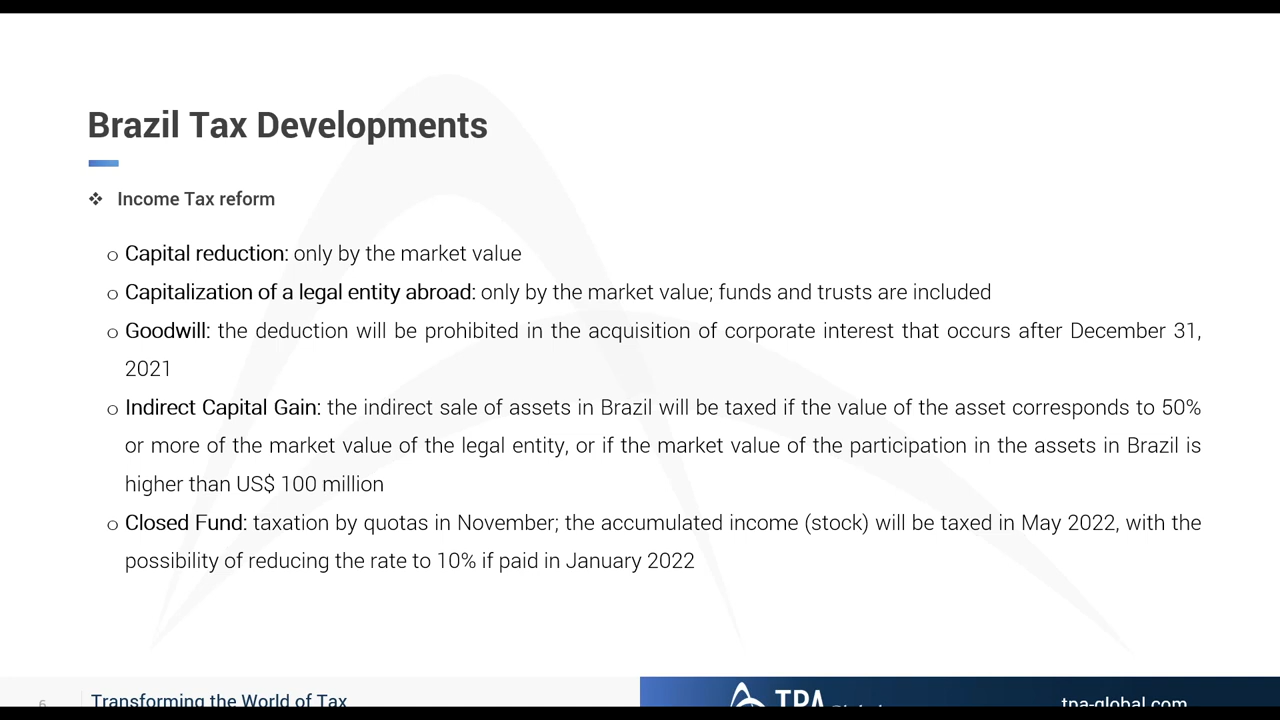 Brazil Tax Developments
❖ Income Tax reform
o Capital reduction: only by the market value
o Capitalization of a legal entity abroad: only by the market value; funds and trusts are included
o Goodwill: the deduction will be prohibited in the acquisition of corporate interest that occurs after December 31,
2021
o Indirect Capital Gain: the indirect sale of assets in Brazil will be taxed if the value of the asset corresponds to 50%
or more of the market value of the legal entity, or if the market value of the participation in the assets in Brazil is
higher than US$ 100 million
o Closed Fund: taxation by quotas in November; the accumulated income (stock) will be taxed in May 2022, with the
possibility of reducing the rate to 10% if paid in January 2022
6 Transforming the World of Tax
TPA Global
tpa-global.com